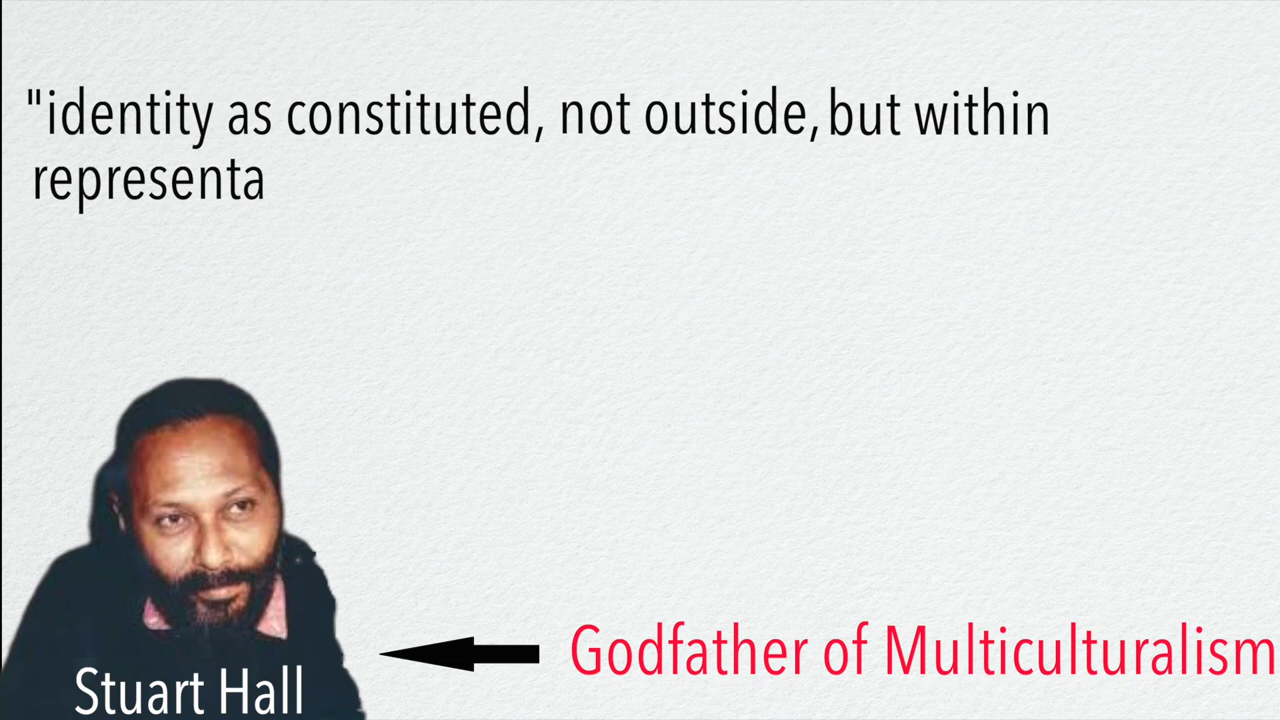 "identity as constituted, not outside, but within
representa
Godfather of Multiculturalism
Stuart Hall